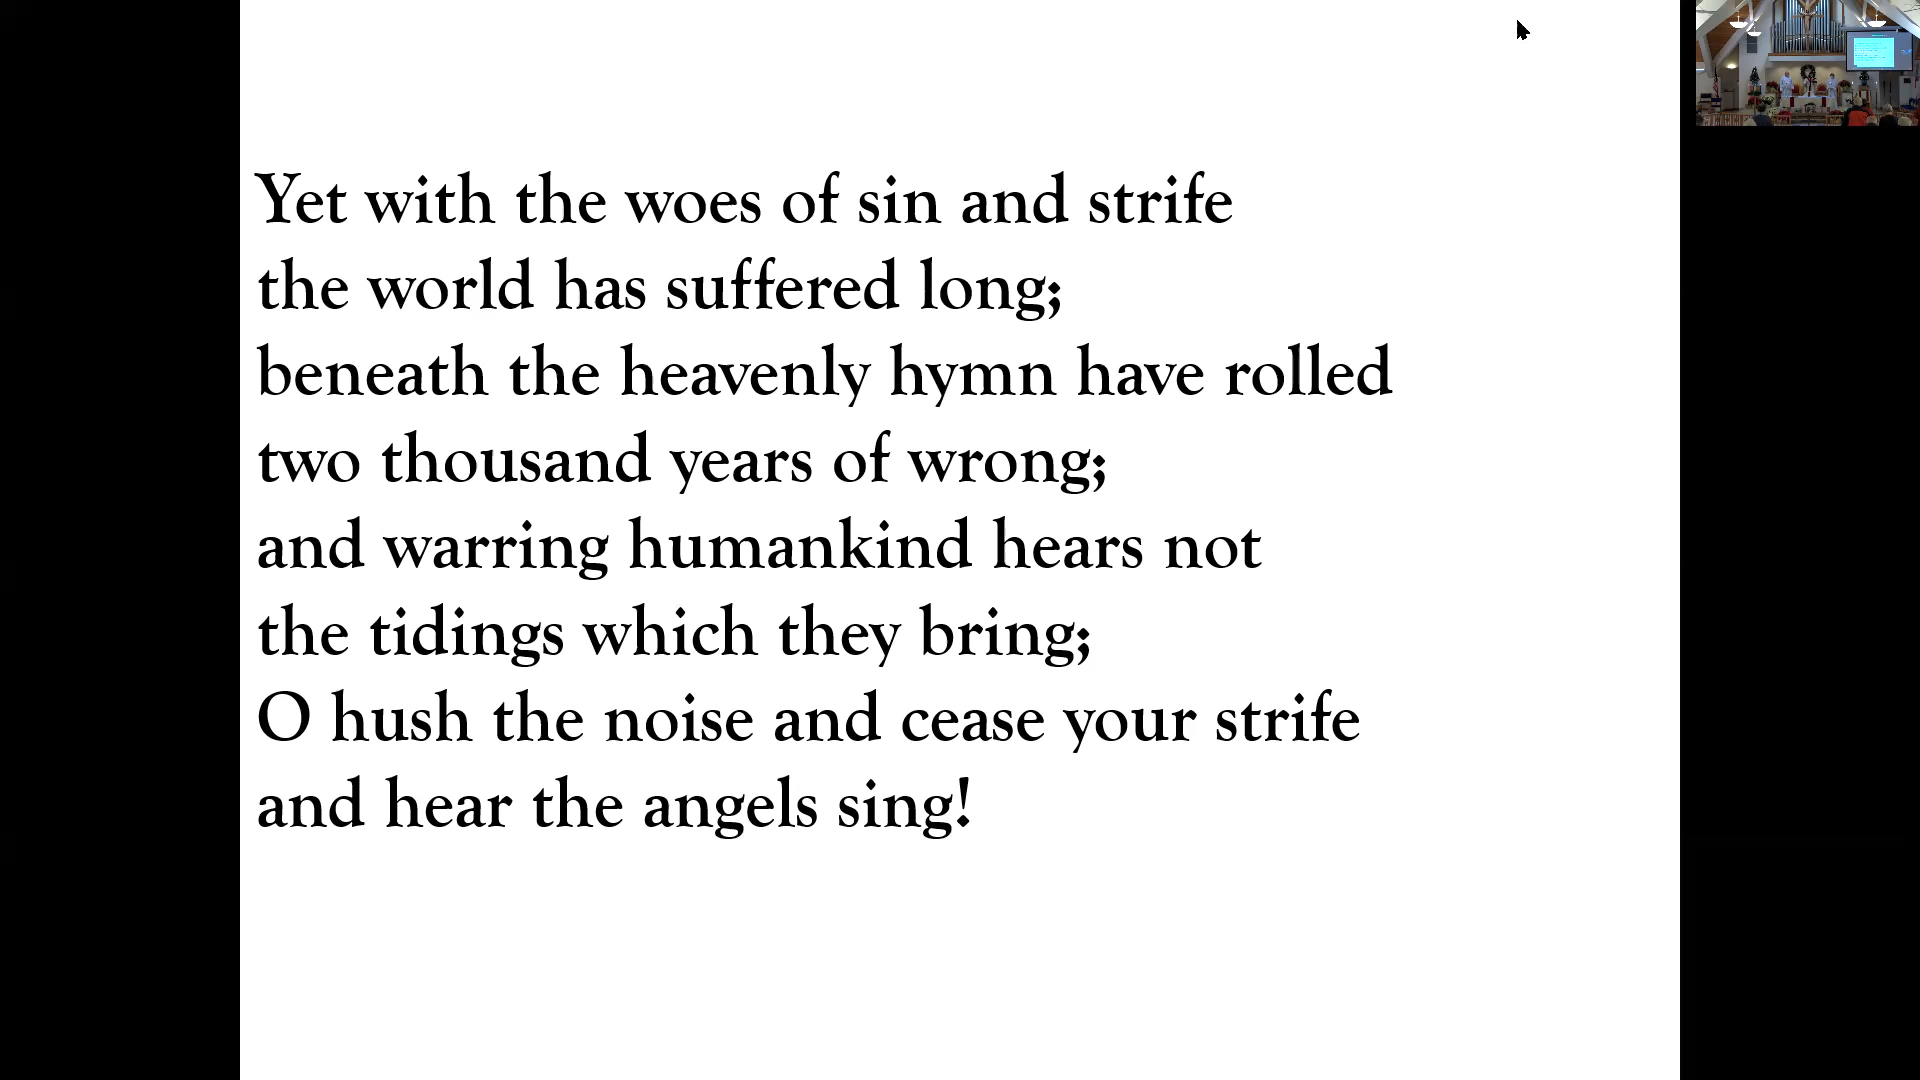 Yet with the woes of sin and strife
the world has suffered long;
beneath the heavenly hymn have rolled
two thousand years of wrong;
and warring humankind hears not
the tidings which they bring;
O hush the noise and cease your strife
and hear the angels sing!